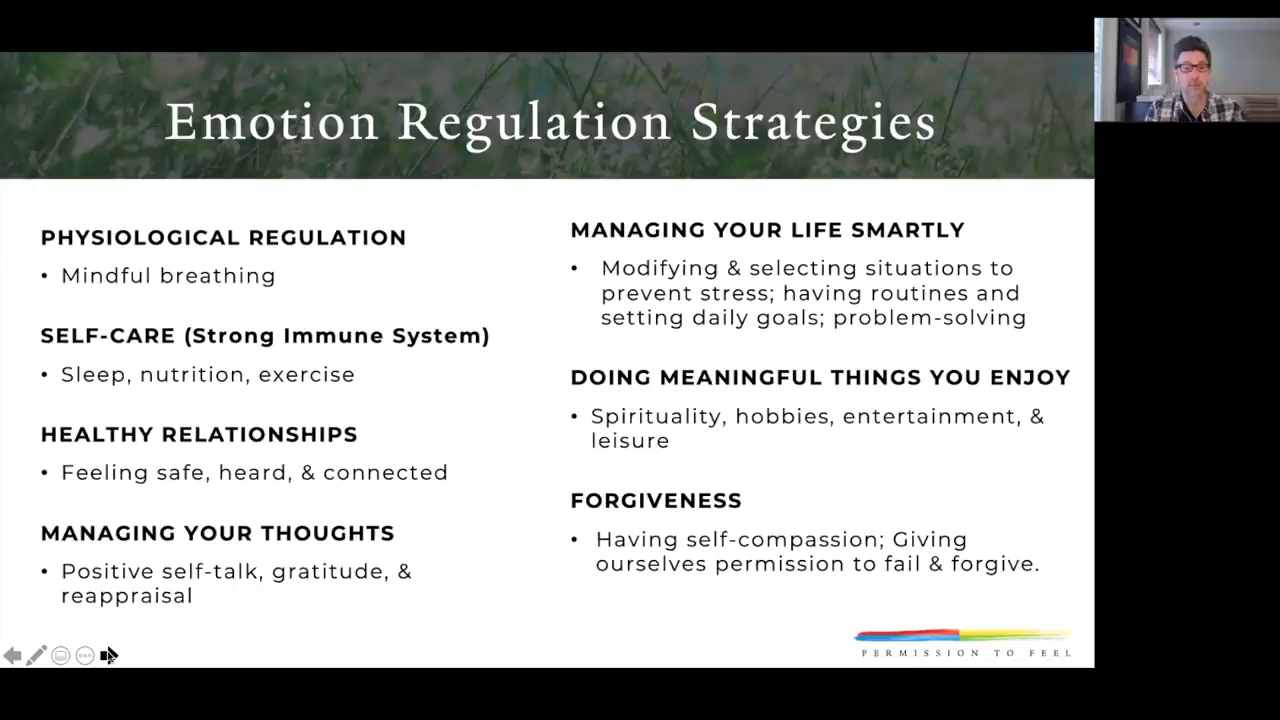 Emotion Regulation Strategies
PHYSIOLOGICAL REGULATION
• Mindful breathing
SELF-CARE (Strong Immune System)
• Sleep, nutrition, exercise
HEALTHY RELATIONSHIPS
• Feeling safe, heard, & connected
MANAGING YOUR THOUGHTS
• Positive self-talk, gratitude, &
reappraisal
MANAGING YOUR LIFE SMARTLY
• Modifying & selecting situations to
prevent stress; having routines and
setting daily goals; problem-solving
DOING MEANINGFUL THINGS YOU ENJOY
• Spirituality, hobbies, entertainment, &
leisure
FORGIVENESS
• Having self-compassion; Giving
ourselves permission to fail & forgive.
PERMISSION TO FEEL